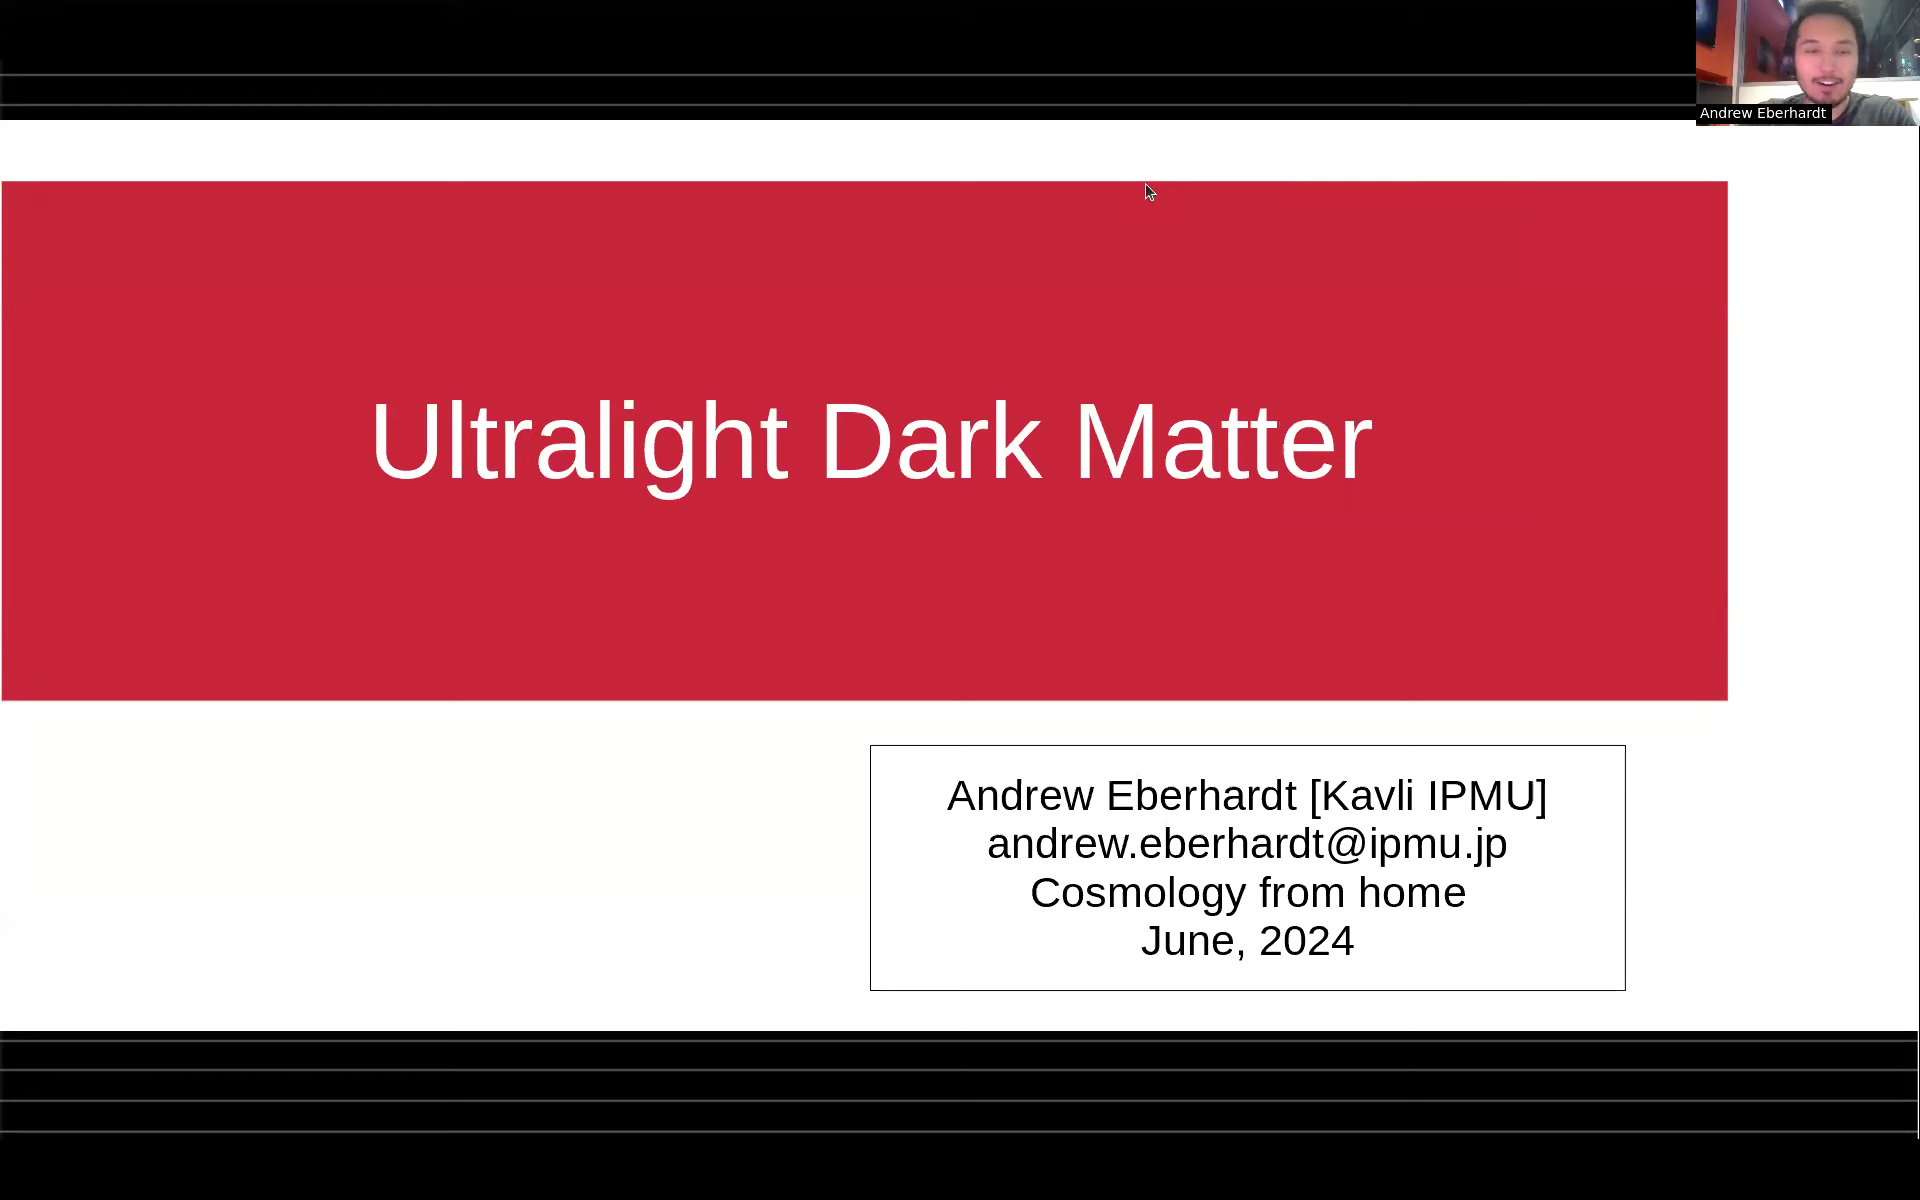 Andrew Eberhardt
Ultralight Dark Matter
Andrew Eberhardt [Kavli IPMU]
andrew.eberhardt@ipmu.jp
Cosmology from home
June, 2024